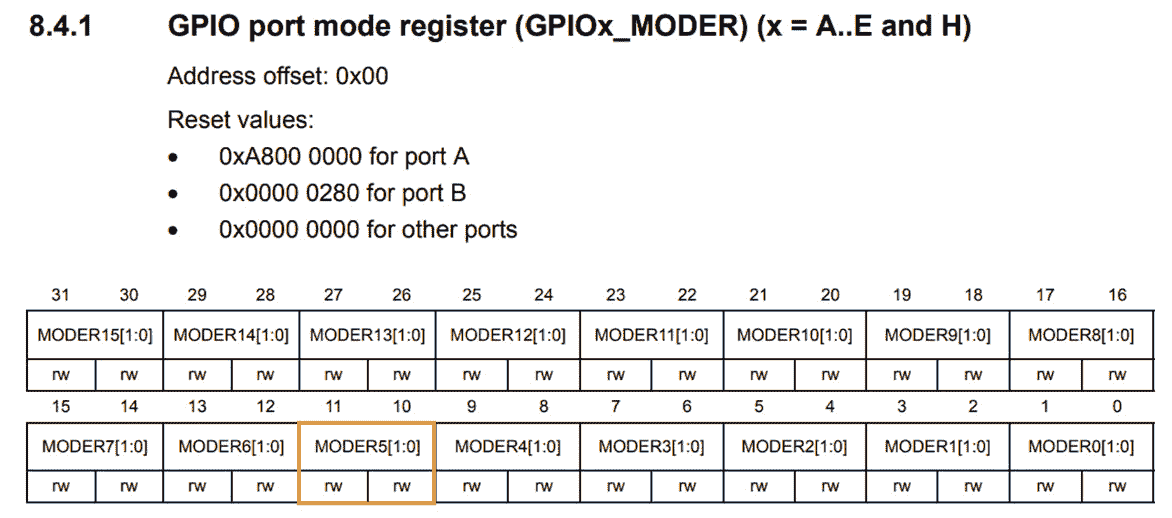 8.4.1 GPIO port mode register (GPIOx_MODER) (x = A..E and H)
Address offset: 0x00
Reset values:
• 0xA800 0000 for port A
• 0x0000 0280 for port B
• 0x0000 0000 for other ports
31 30 29 28 27 26 25 24 23 22 21 20 19 18 17 16
MODER15[1:0] MODER14[1:0] MODER13[1:0] MODER12[1:0] MODER11[1:0] MODER10[1:0] MODER9[1:0] MODER8[1:0]
rw rw rw rw rw rw rw rw rw rw rw rw rw rw rw rw
15 14 13 12 11 10 9 8 7 6 5 4 3 2 1 0
MODER7[1:0] MODER6[1:0] MODER5[1:0] MODER4[1:0] MODER3[1:0] MODER2[1:0] MODER1[1:0] MODER0[1:0]
rw rw rw rw rw rw rw rw rw rw rw rw rw rw rw rw